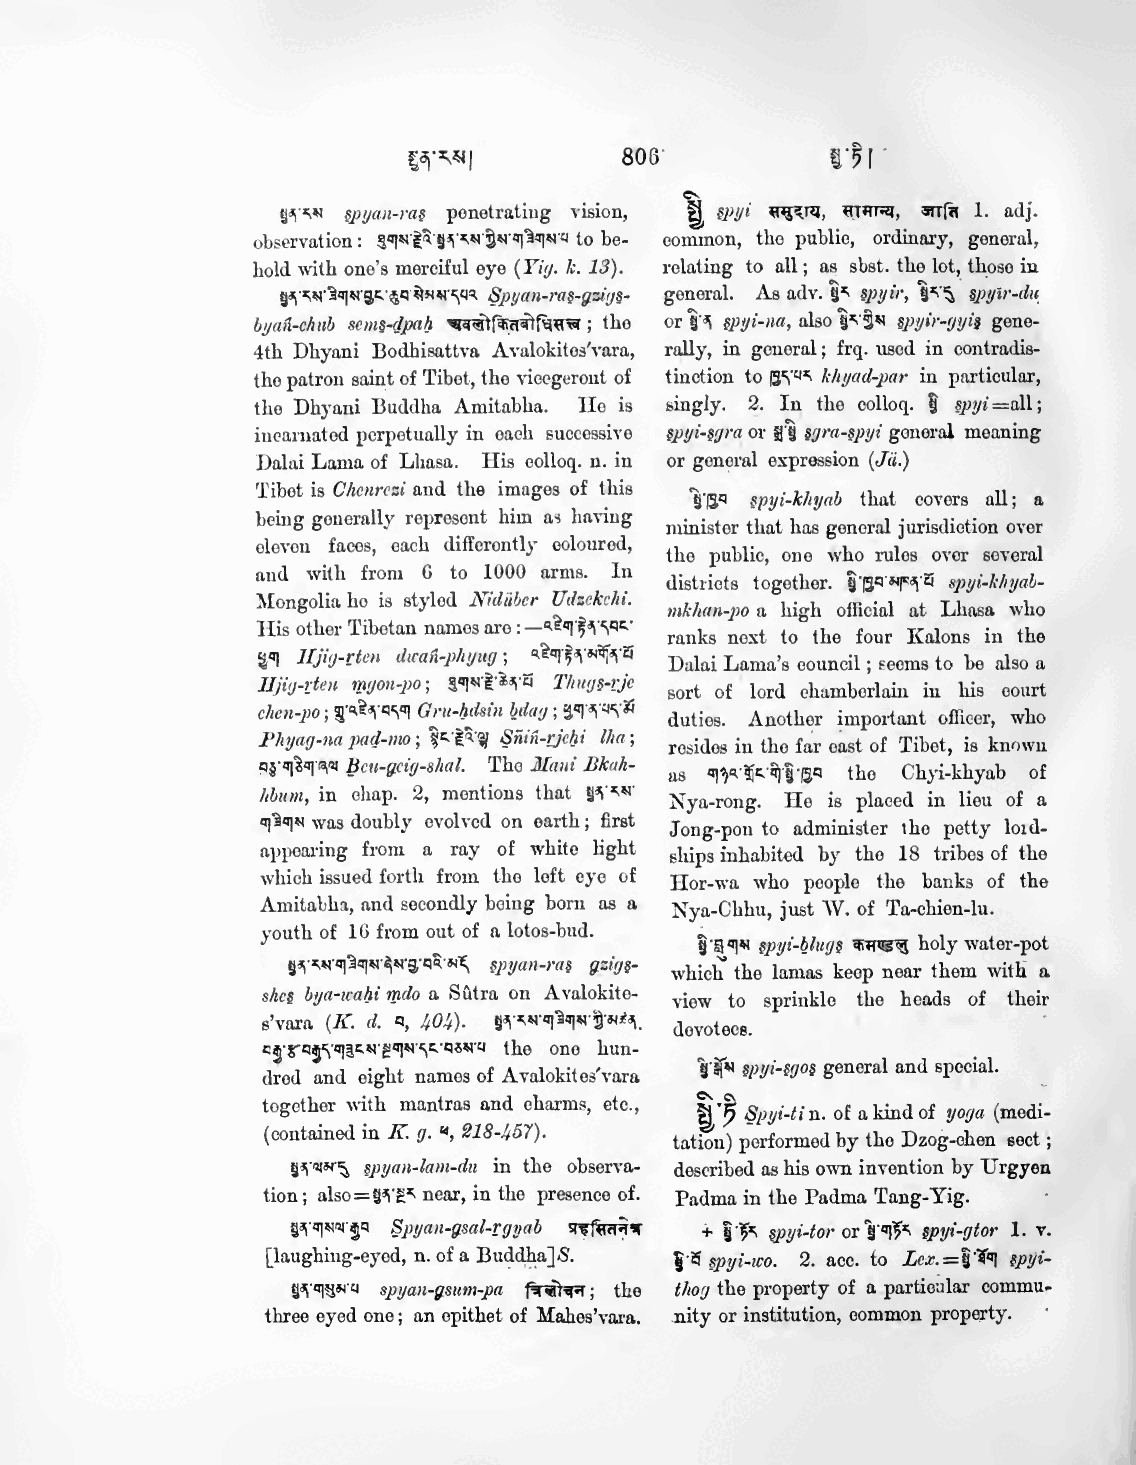 སྤྱན་རས།
806
སྤྱི་ཏི།
སྤྱན་རས spyan-ras penetrating vision,
observation: ཐུགས་རྗེའི་སྤྱན་རས་ཀྱིས་གཟིགས་པ to be-
hold with one's merciful eye (Yig. k. 13).
སྤྱན་རས་ཟིགས་བྱང་ཆུབ་སེམས་དཔའ Spyan-ras-gzigs-
byañ-chub sems-dpaḥ अवलोकितबोधिसत्त्व; the
4th Dhyani Bodhisattva Avalokites'vara,
the patron saint of Tibet, the vicegerent of
the Dhyani Buddha Amitabha. He is
incarnated perpetually in each successive
Dalai Lama of Lhasa. His colloq. n. in
Tibet is Chenrezi and the images of this
being generally represent him as having
eleven faces, each differently coloured,
and with from 6 to 1000 arms. In
Mongolia he is styled Nidüber Udzekchi.
His other Tibetan names are:—འཇིག་རྟེན་དབང་
ཕྱུག Hjig-rten dwañ-phyug; འཇིག་རྟེན་མགོན་པོ
Hjig-rten mgon-po; ཐུགས་རྗེ་ཆེན་པོ Thugs-rje
chen-po; གྲུ་འཛིན་བདག Gru-ḥdsin bdag; ཕྱག་ན་པད་མོ
Phyag-na pad-mo; སྙིང་རྗེའི་ལྷ Sñiñ-rjeḥi lha;
བཅུ་གཅིག་ཞལ Bcu-gcig-shal. The Mani Bkah-
hbum, in chap. 2, mentions that སྤྱན་རས་
གཟིགས was doubly evolved on earth; first
appearing from a ray of white light
which issued forth from the left eye of
Amitabha, and secondly being born as a
youth of 16 from out of a lotos-bud.
སྤྱན་རས་གཟིགས་ཞེས་བྱ་བའི་མདོ spyan-ras gzigs-
shes bya-waḥi mdo a Sûtra on Avalokite-
s'vara (K. d. བ, 404). སྤྱན་རས་གཟིགས་ཀྱི་མཚན་
བརྒྱ་རྩ་བརྒྱད་གཟུངས་སྔགས་དང་བཅས་པ the one hun-
dred and eight names of Avalokites'vara
together with mantras and charms, etc.,
(contained in K. g. ཕ, 218-457).
སྤྱན་ལམ་དུ spyan-lam-du in the observa-
tion; also=སྤྱན་སྔར near, in the presence of.
སྤྱན་གསལ་རྒྱབ Spyan-gsal-rgyab प्रहसितनेत्र
[laughing-eyed, n. of a Buddha]S.
སྤྱན་གསུམ་པ spyan-gsum-pa त्रिलोचन; the
three eyed one; an epithet of Mahes'vara.
སྤྱི spyi समुदाय, सामान्य, जाति 1. adj.
common, the public, ordinary, general,
relating to all; as sbst. the lot, those in
general. As adv. སྤྱིར spyir, སྤྱིར་དུ spyir-du
or སྤྱི་ན spyi-na, also སྤྱིར་གྱིས spyir-gyis gene-
rally, in general; frq. used in contradis-
tinction to ཁྱད་པར khyad-par in particular,
singly. 2. In the colloq. སྤྱི spyi=all;
spyi-sgra or སྒྲ་སྤྱི sgra-spyi general meaning
or general expression (Jä.)
སྤྱི་ཁྱབ spyi-khyab that covers all; a
minister that has general jurisdiction over
the public, one who rules over several
districts together. སྤྱི་ཁྱབ་མཁན་པོ spyi-khyab-
mkhan-po a high official at Lhasa who
ranks next to the four Kalons in the
Dalai Lama's council; seems to be also a
sort of lord chamberlain in his court
duties. Another important officer, who
resides in the far east of Tibet, is known
as གཉའ་རོང་གི་སྤྱི་ཁྱབ the Chyi-khyab of
Nya-rong. He is placed in lieu of a
Jong-pon to administer the petty lord-
ships inhabited by the 18 tribes of the
Hor-wa who people the banks of the
Nya-Chhu, just W. of Ta-chien-lu.
སྤྱི་བླུགས spyi-blugs कमण्डलु holy water-pot
which the lamas keep near them with a
view to sprinkle the heads of their
devotees.
སྤྱི་སྒོས spyi-sgos general and special.
སྤྱི་ཏི Spyi-ti n. of a kind of yoga (medi-
tation) performed by the Dzog-chen sect;
described as his own invention by Urgyen
Padma in the Padma Tang-Yig.
+ སྤྱི་ཏོར spyi-tor or སྤྱི་གཏོར spyi-gtor 1. v.
སྤྱི་བོ spyi-wo. 2. acc. to Lex.=སྤྱི་ཐོག spyi-
thog the property of a particular commu-
nity or institution, common property.